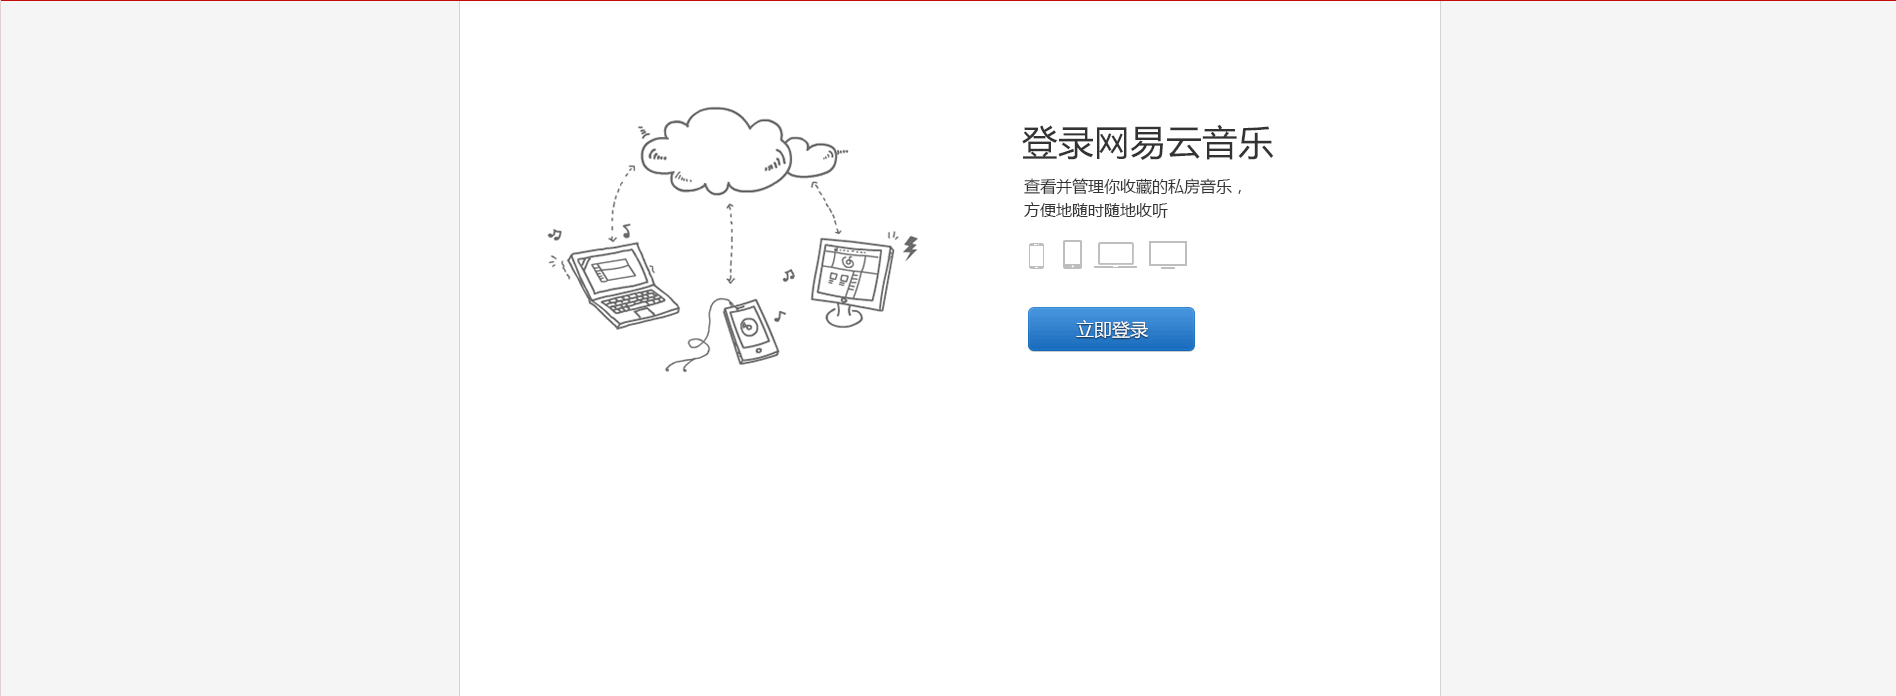 登录网易云音乐
查看并管理你收藏的私房音乐，
方便地随时随地收听
立即登录